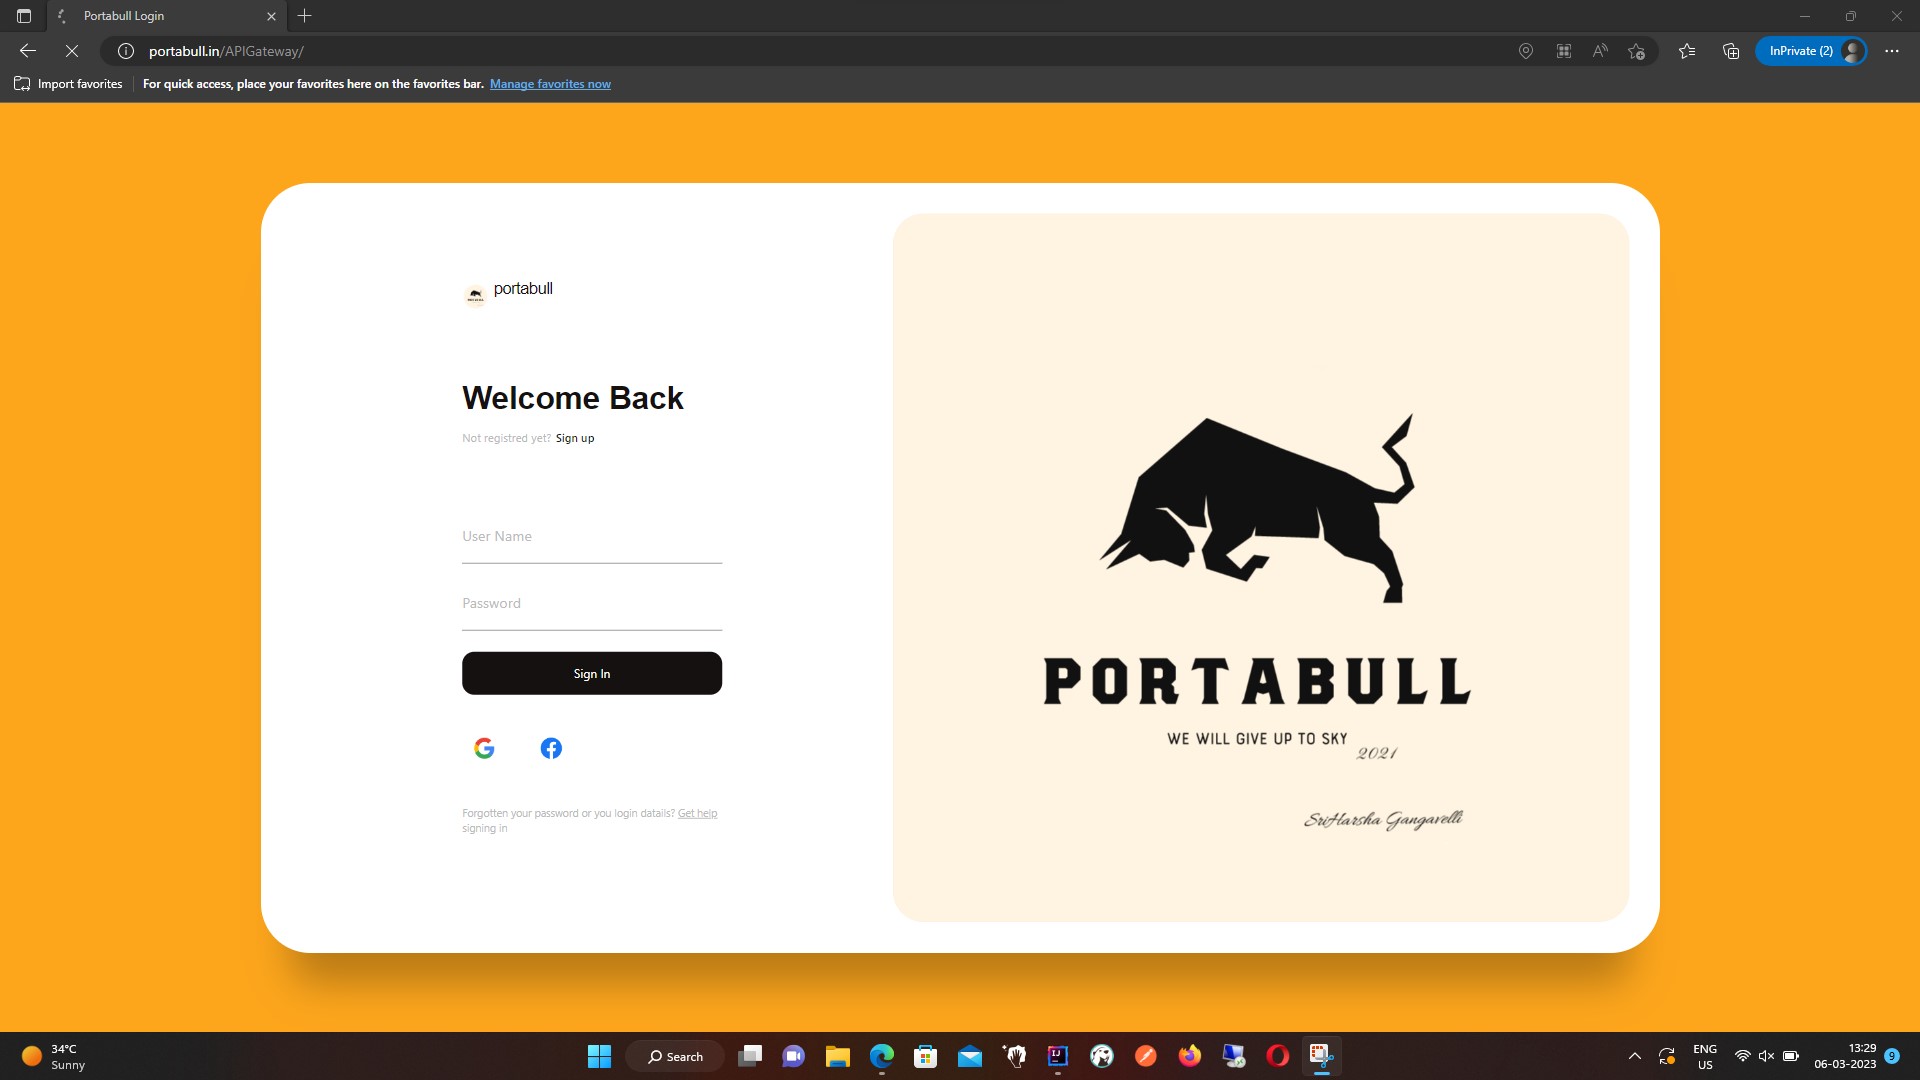 Portabull Login
portabull.in/APIGateway/
InPrivate (2)
Import favorites
For quick access, place your favorites here on the favorites bar. Manage favorites now
portabull
Welcome Back
Not registred yet? Sign up
User Name
Password
Sign In
Forgotten your password or you login datails? Get help
signing in
PORTABULL
WE WILL GIVE UP TO SKY
2021
SriHarsha Gangavelli
34°C
Sunny
Search
ENG
US
13:29
06-03-2023
9